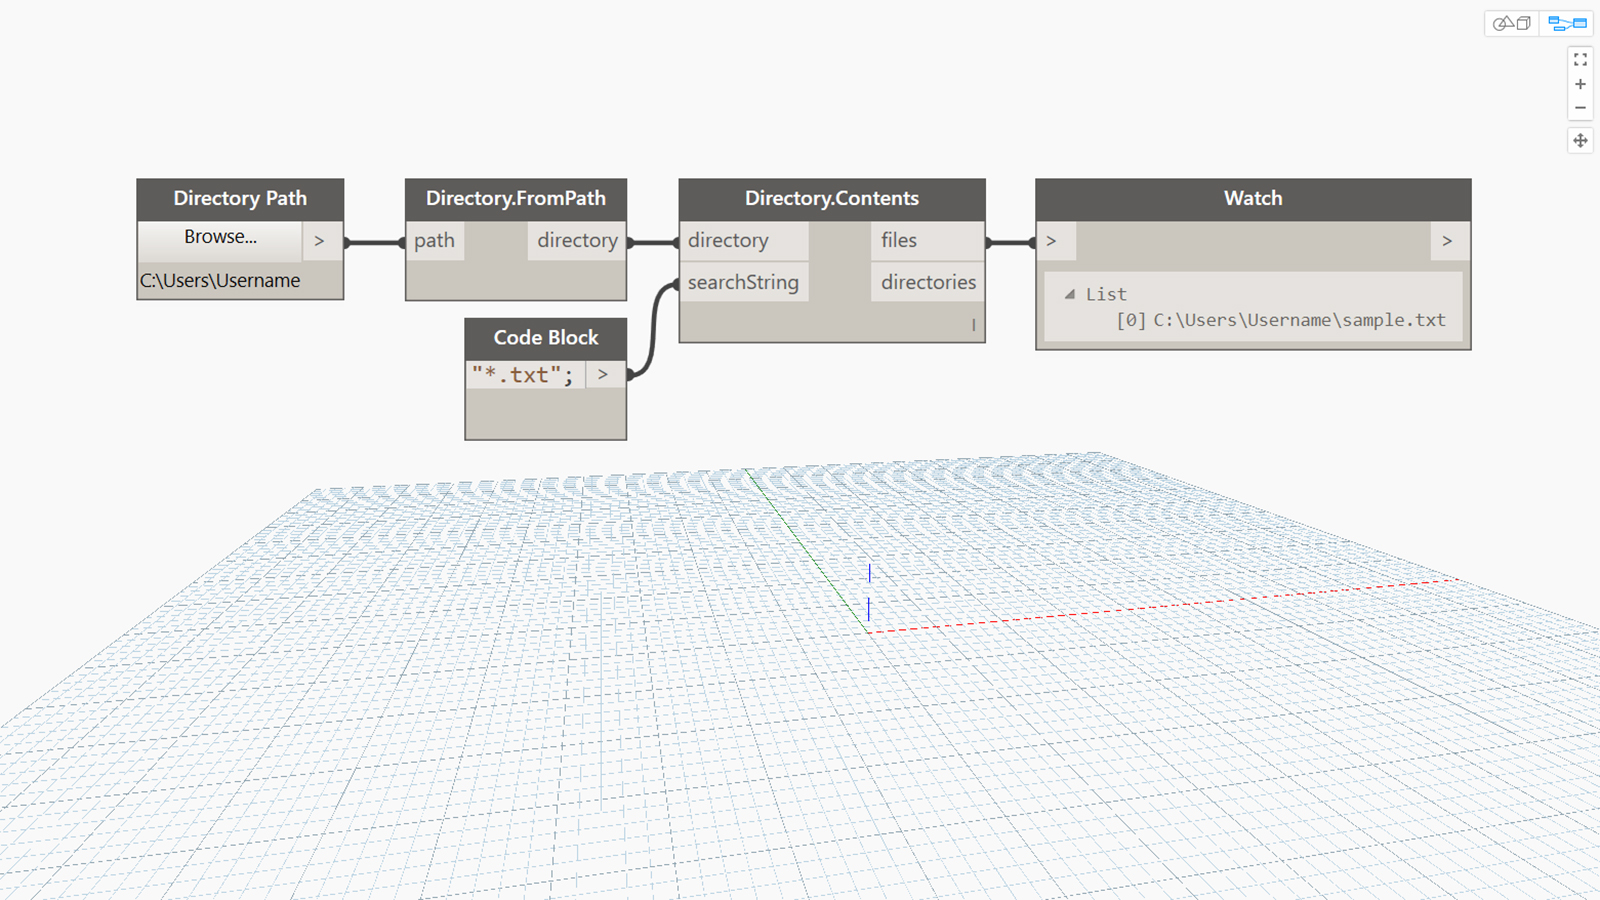 Directory Path
Browse...
>
C:\Users\Username
Directory.FromPath
path
directory
Code Block
"*.txt";
>
Directory.Contents
directory
files
searchString
directories
I
Watch
>
>
List
[0] C:\Users\Username\sample.txt